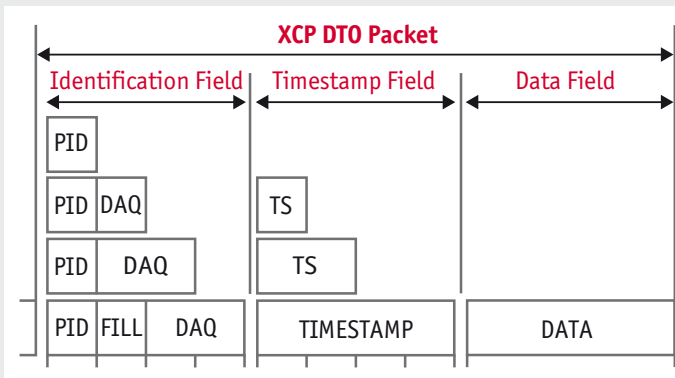 XCP DTO Packet
Identification Field Timestamp Field Data Field
PID
PID DAQ TS
PID DAQ TS
PID FILL DAQ TIMESTAMP DATA